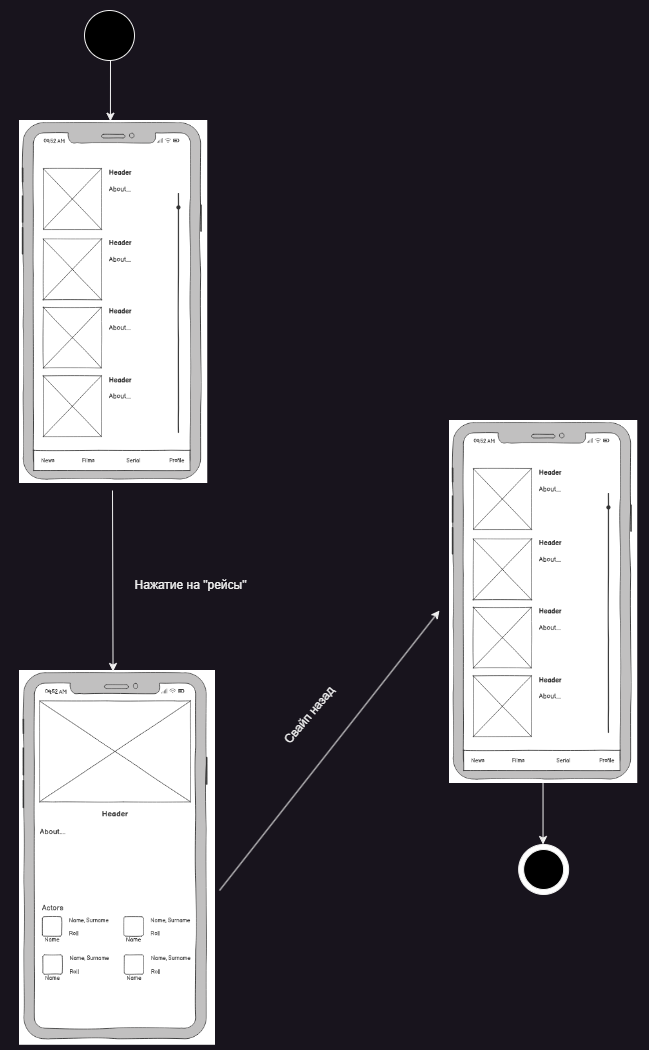 09:52 AM
Header
About...
Header
About...
Header
About...
Header
About...
News Films Serial Profile
Нажатие на "рейсы"
09:52 AM
Header
About...
Actors
Name, Surname
Roll
Name
Name, Surname
Roll
Name
Name, Surname
Roll
Name
Name, Surname
Roll
Name
Свайп назад
09:52 AM
Header
About...
Header
About...
Header
About...
Header
About...
News Films Serial Profile